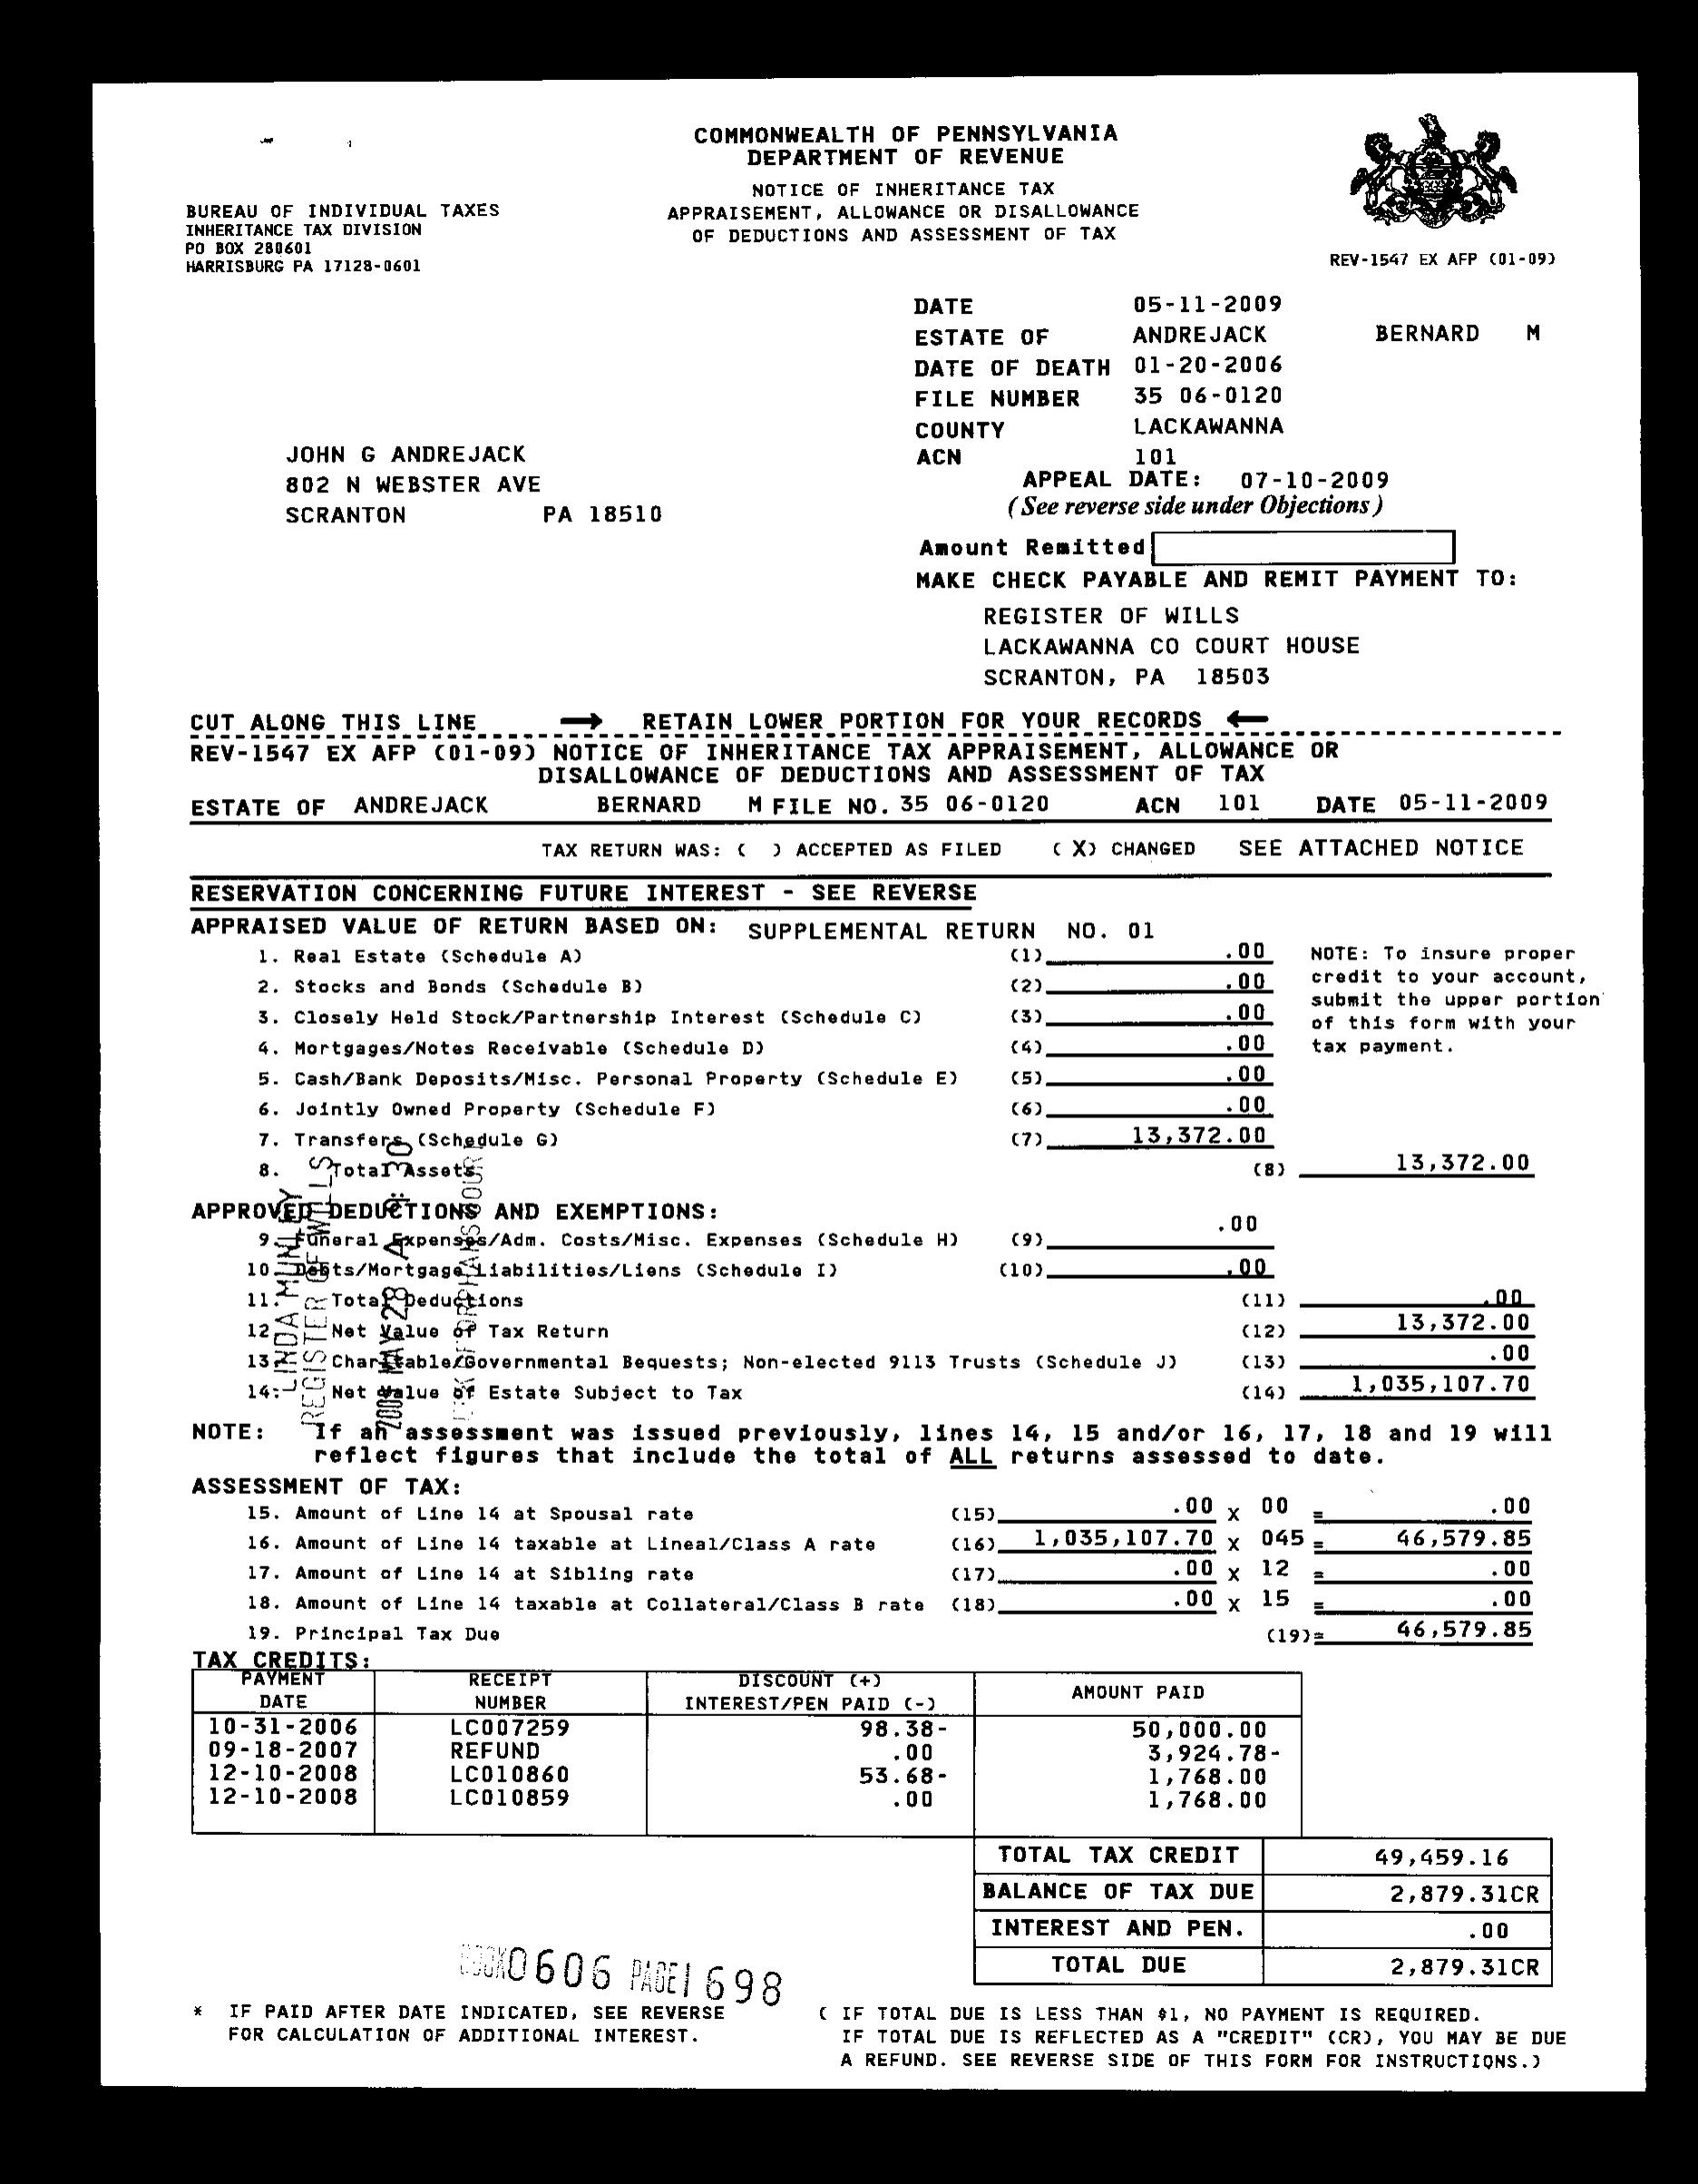 COMMONWEALTH OF PENNSYLVANIA
DEPARTMENT OF REVENUE
NOTICE OF INHERITANCE TAX
APPRAISEMENT, ALLOWANCE OR DISALLOWANCE
OF DEDUCTIONS AND ASSESSMENT OF TAX
BUREAU OF INDIVIDUAL TAXES
INHERITANCE TAX DIVISION
PO BOX 280601
HARRISBURG PA 17128-0601
REV-1547 EX AFP (01-09)
DATE 05-11-2009
ESTATE OF ANDREJACK BERNARD M
DATE OF DEATH 01-20-2006
FILE NUMBER 35 06-0120
COUNTY LACKAWANNA
ACN 101
APPEAL DATE: 07-10-2009
(See reverse side under Objections)
JOHN G ANDREJACK
802 N WEBSTER AVE
SCRANTON PA 18510
Amount Remitted
MAKE CHECK PAYABLE AND REMIT PAYMENT TO:
REGISTER OF WILLS
LACKAWANNA CO COURT HOUSE
SCRANTON, PA 18503
CUT ALONG THIS LINE → RETAIN LOWER PORTION FOR YOUR RECORDS ←
REV-1547 EX AFP (01-09) NOTICE OF INHERITANCE TAX APPRAISEMENT, ALLOWANCE OR
DISALLOWANCE OF DEDUCTIONS AND ASSESSMENT OF TAX
ESTATE OF ANDREJACK BERNARD M FILE NO. 35 06-0120 ACN 101 DATE 05-11-2009
TAX RETURN WAS: ( ) ACCEPTED AS FILED (X) CHANGED SEE ATTACHED NOTICE
RESERVATION CONCERNING FUTURE INTEREST - SEE REVERSE
APPRAISED VALUE OF RETURN BASED ON: SUPPLEMENTAL RETURN NO. 01
1. Real Estate (Schedule A) (1) .00
2. Stocks and Bonds (Schedule B) (2) .00
3. Closely Held Stock/Partnership Interest (Schedule C) (3) .00
4. Mortgages/Notes Receivable (Schedule D) (4) .00
5. Cash/Bank Deposits/Misc. Personal Property (Schedule E) (5) .00
6. Jointly Owned Property (Schedule F) (6) .00
7. Transfers (Schedule G) (7) 13,372.00
8. Total Assets (8) 13,372.00
NOTE: To insure proper
credit to your account,
submit the upper portion
of this form with your
tax payment.
APPROVED DEDUCTIONS AND EXEMPTIONS:
9. Funeral Expenses/Adm. Costs/Misc. Expenses (Schedule H) (9) .00
10. Debts/Mortgage Liabilities/Liens (Schedule I) (10) .00
11. Total Deductions (11) .00
12. Net Value of Tax Return (12) 13,372.00
13. Charitable/Governmental Bequests; Non-elected 9113 Trusts (Schedule J) (13) .00
14. Net Value of Estate Subject to Tax (14) 1,035,107.70
LINDA MUNLEY
REGISTER OF WILLS
2009 MAY 28 A 9: 30
NOTE: If an assessment was issued previously, lines 14, 15 and/or 16, 17, 18 and 19 will
reflect figures that include the total of ALL returns assessed to date.
ASSESSMENT OF TAX:
15. Amount of Line 14 at Spousal rate (15) .00 X 00 = .00
16. Amount of Line 14 taxable at Lineal/Class A rate (16) 1,035,107.70 X 045 = 46,579.85
17. Amount of Line 14 at Sibling rate (17) .00 X 12 = .00
18. Amount of Line 14 taxable at Collateral/Class B rate (18) .00 X 15 = .00
19. Principal Tax Due (19)= 46,579.85
TAX CREDITS:
PAYMENT DATE RECEIPT NUMBER DISCOUNT (+) INTEREST/PEN PAID (-) AMOUNT PAID
10-31-2006 LC007259 98.38- 50,000.00
09-18-2007 REFUND .00 3,924.78-
12-10-2008 LC010860 53.68- 1,768.00
12-10-2008 LC010859 .00 1,768.00
TOTAL TAX CREDIT 49,459.16
BALANCE OF TAX DUE 2,879.31CR
INTEREST AND PEN. .00
TOTAL DUE 2,879.31CR
BOOK 0606 PAGE 1698
* IF PAID AFTER DATE INDICATED, SEE REVERSE
FOR CALCULATION OF ADDITIONAL INTEREST.
( IF TOTAL DUE IS LESS THAN $1, NO PAYMENT IS REQUIRED.
IF TOTAL DUE IS REFLECTED AS A "CREDIT" (CR), YOU MAY BE DUE
A REFUND. SEE REVERSE SIDE OF THIS FORM FOR INSTRUCTIONS.)